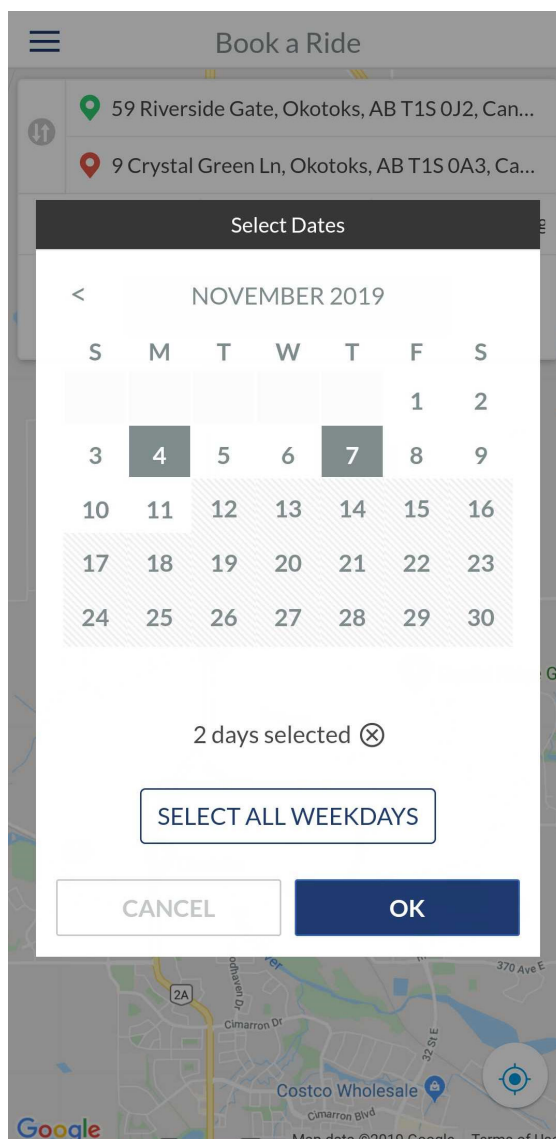 Book a Ride
59 Riverside Gate, Okotoks, AB T1S 0J2, Can...
9 Crystal Green Ln, Okotoks, AB T1S 0A3, Ca...
Select Dates
< NOVEMBER 2019
S M T W T F S
1 2
3 4 5 6 7 8 9
10 11 12 13 14 15 16
17 18 19 20 21 22 23
24 25 26 27 28 29 30
G
2 days selected
SELECT ALL WEEKDAYS
CANCEL OK
370 Ave E
2A
Cimarron Dr
32 St E
Costco Wholesale
Cimarron Blvd
Google
Map data ©2019 Google